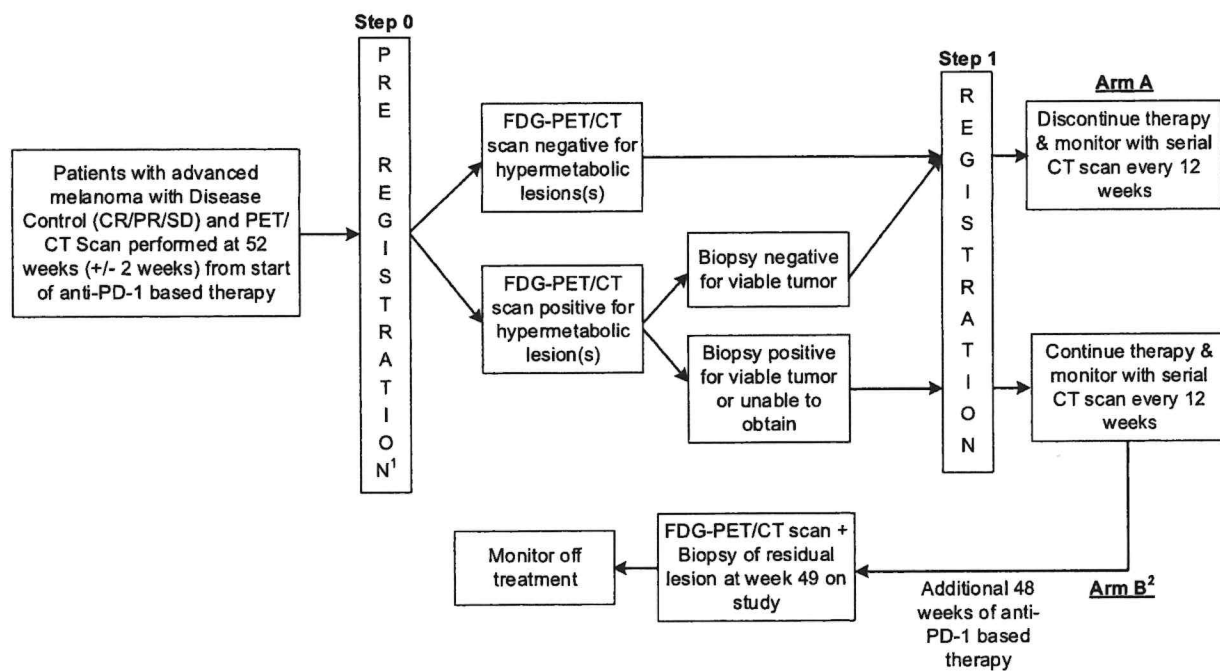 Step 0
P
R
E
R
E
G
I
S
T
R
A
T
I
O
N¹
Patients with advanced
melanoma with Disease
Control (CR/PR/SD) and PET/
CT Scan performed at 52
weeks (+/- 2 weeks) from start
of anti-PD-1 based therapy
FDG-PET/CT
scan negative for
hypermetabolic
lesions(s)
FDG-PET/CT
scan positive for
hypermetabolic
lesion(s)
Biopsy negative
for viable tumor
Biopsy positive
for viable tumor
or unable to
obtain
Step 1
R
E
G
I
S
T
R
A
T
I
O
N
Arm A
Discontinue therapy
& monitor with serial
CT scan every 12
weeks
Continue therapy &
monitor with serial
CT scan every 12
weeks
Arm B²
Additional 48
weeks of anti-
PD-1 based
therapy
FDG-PET/CT scan +
Biopsy of residual
lesion at week 49 on
study
Monitor off
treatment